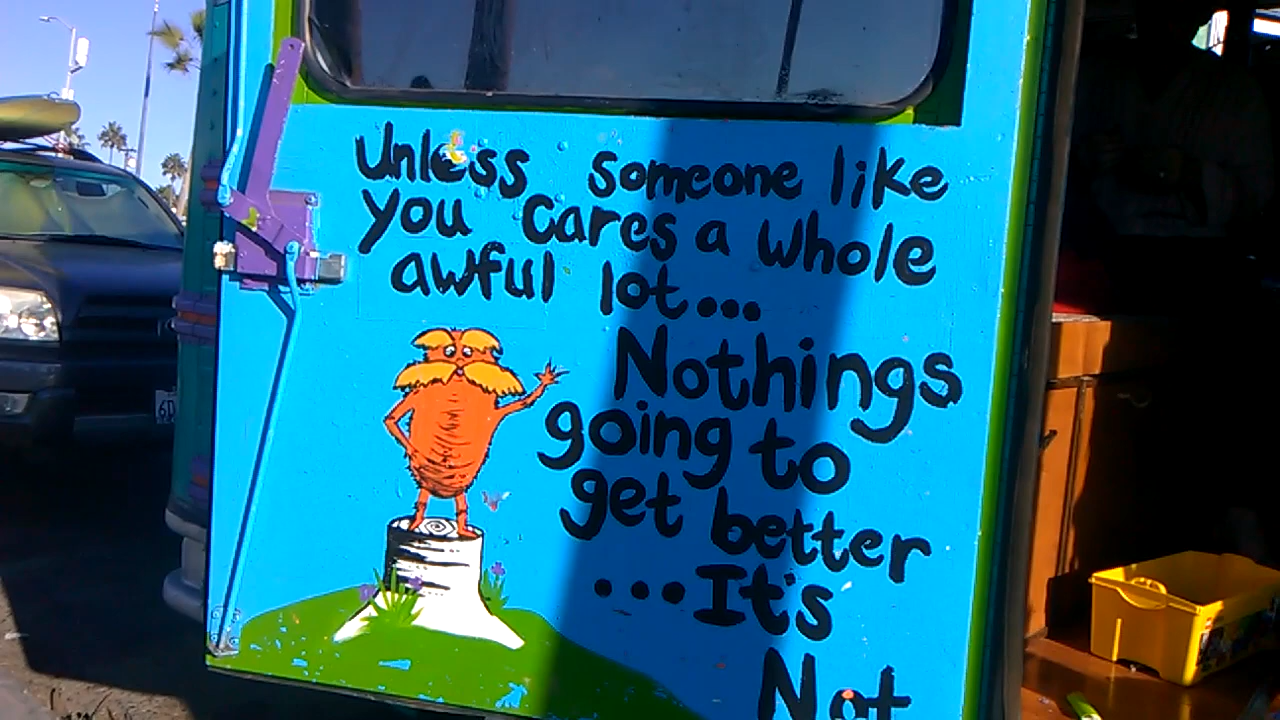 Unless someone like
you cares a whole
awful lot...
Nothings
going to
get better
...It's
Not